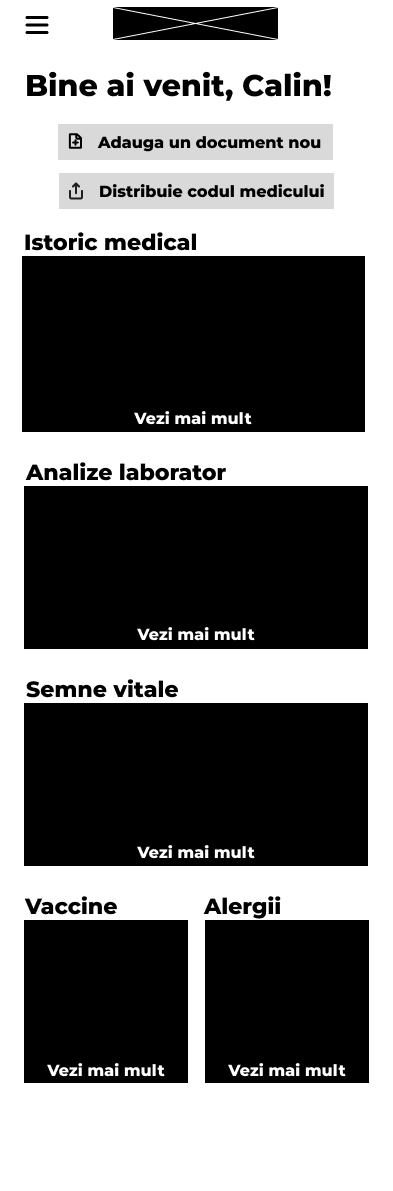 Bine ai venit, Calin!
Adauga un document nou
Distribuie codul medicului
Istoric medical
Vezi mai mult
Analize laborator
Vezi mai mult
Semne vitale
Vezi mai mult
Vaccine
Alergii
Vezi mai mult
Vezi mai mult